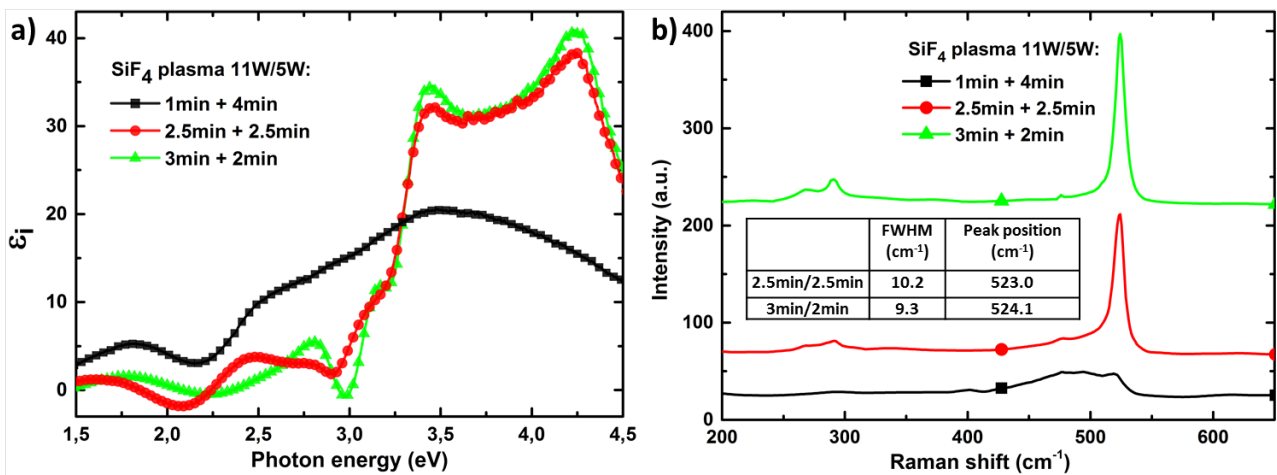 a)
40
30
20
10
0
εi
SiF4 plasma 11W/5W:
1min + 4min
2.5min + 2.5min
3min + 2min
1,5 2,0 2,5 3,0 3,5 4,0 4,5
Photon energy (eV)
b)
400
300
200
100
0
Intensity (a.u.)
SiF4 plasma 11W/5W:
1min + 4min
2.5min + 2.5min
3min + 2min
FWHM Peak position
(cm-1) (cm-1)
2.5min/2.5min 10.2 523.0
3min/2min 9.3 524.1
200 300 400 500 600
Raman shift (cm-1)